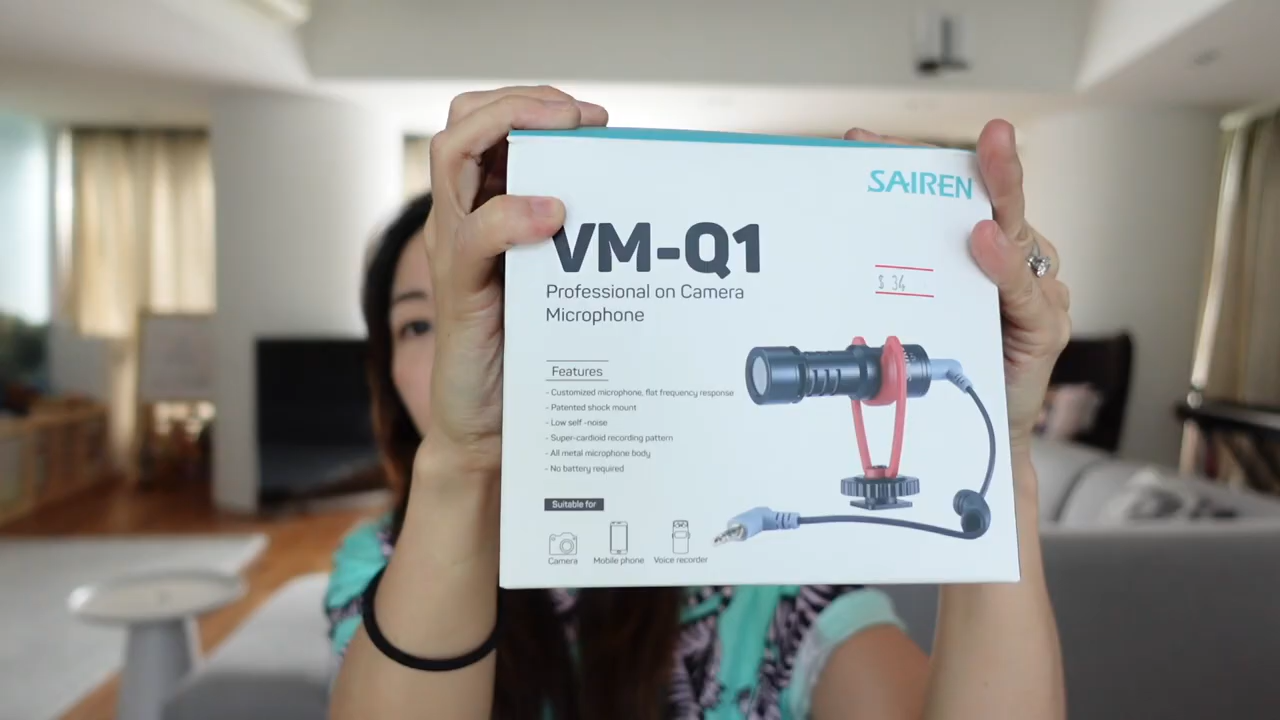 SAIREN
VM-Q1
$ 34
Professional on Camera
Microphone
Features
- Customized microphone, flat frequency response
- Patented shock mount
- Low self -noise
- Super-cardioid recording pattern
- All metal microphone body
- No battery required
Suitable for
Camera
Mobile phone
Voice recorder